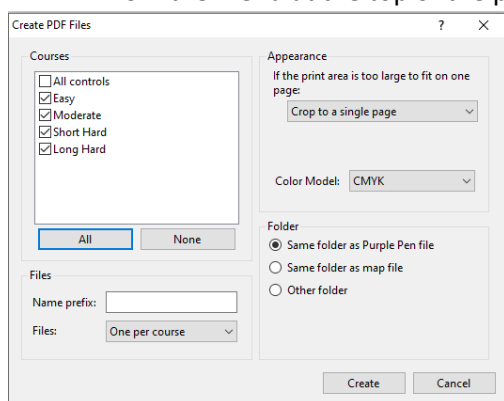 Create PDF Files
?
Courses
All controls
Easy
Moderate
Short Hard
Long Hard
All
None
Files
Name prefix:
Files:
One per course
Appearance
If the print area is too large to fit on one
page:
Crop to a single page
Color Model:
CMYK
Folder
Same folder as Purple Pen file
Same folder as map file
Other folder
Create
Cancel